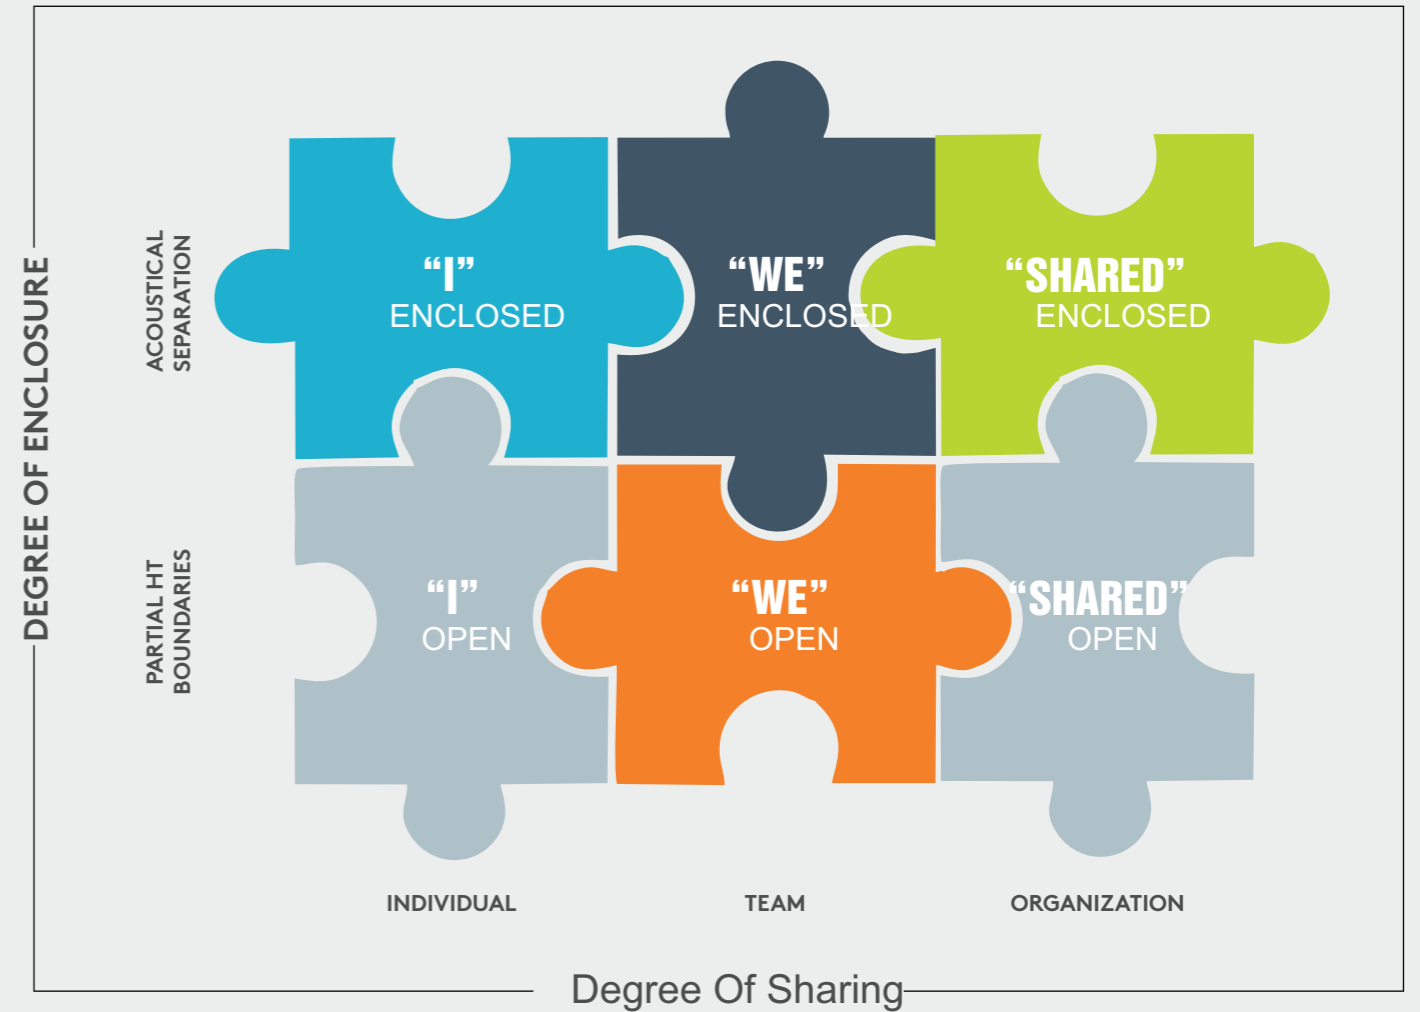 DEGREE OF ENCLOSURE
ACOUSTICAL
SEPARATION
“I”
ENCLOSED
“WE”
ENCLOSED
“SHARED”
ENCLOSED
PARTIAL HT
BOUNDARIES
“I”
OPEN
“WE”
OPEN
“SHARED”
OPEN
INDIVIDUAL
TEAM
ORGANIZATION
Degree Of Sharing